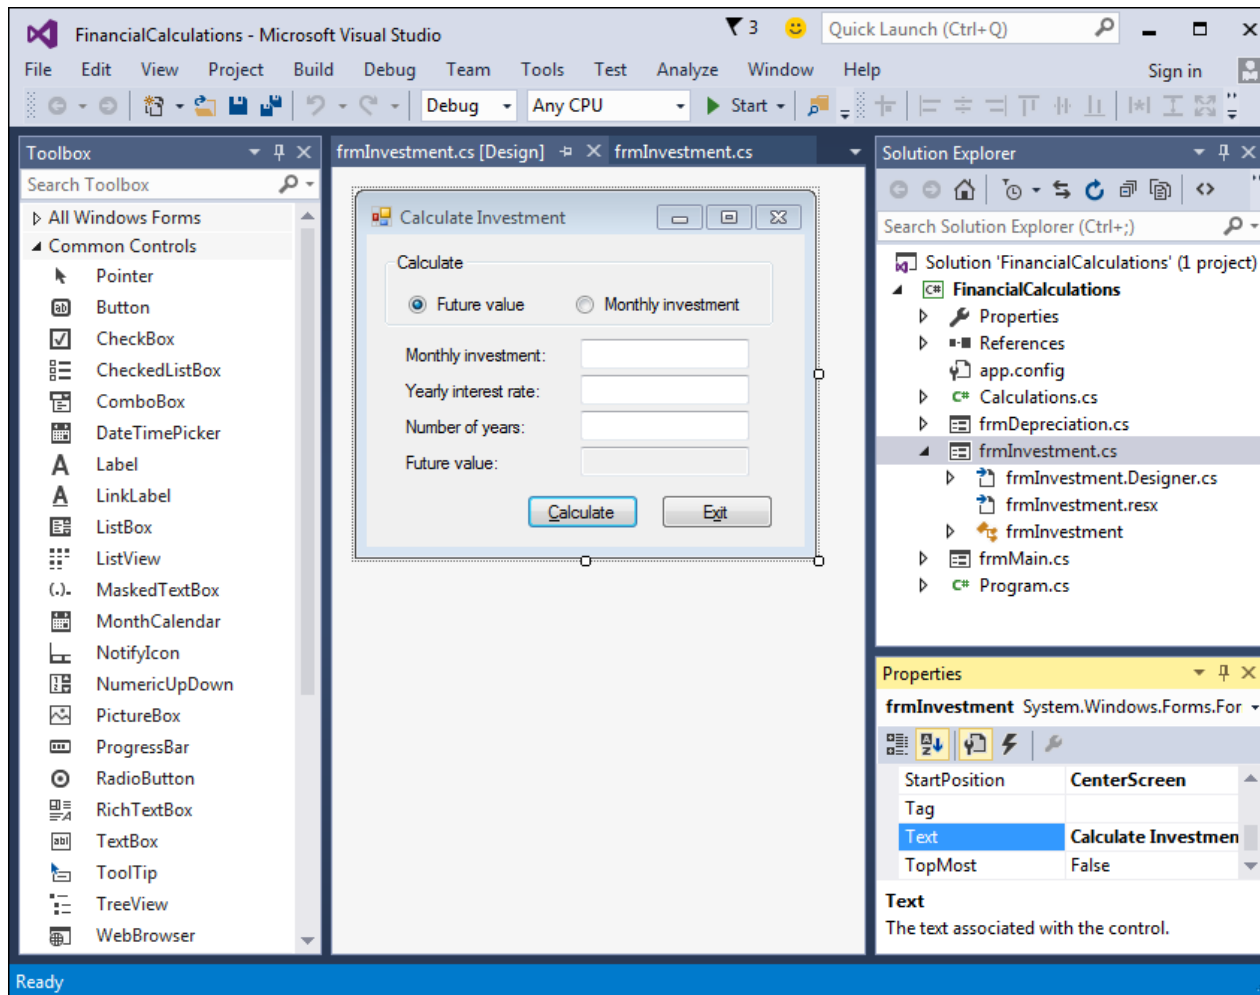 FinancialCalculations - Microsoft Visual Studio
3
Quick Launch (Ctrl+Q)
File Edit View Project Build Debug Team Tools Test Analyze Window Help Sign in
Debug Any CPU Start
Toolbox
Search Toolbox
All Windows Forms
Common Controls
Pointer
Button
CheckBox
CheckedListBox
ComboBox
DateTimePicker
Label
LinkLabel
ListBox
ListView
MaskedTextBox
MonthCalendar
NotifyIcon
NumericUpDown
PictureBox
ProgressBar
RadioButton
RichTextBox
TextBox
ToolTip
TreeView
WebBrowser
frmInvestment.cs [Design] frmInvestment.cs
Calculate Investment
Calculate
Future value Monthly investment
Monthly investment:
Yearly interest rate:
Number of years:
Future value:
Calculate Exit
Solution Explorer
Search Solution Explorer (Ctrl+;)
Solution 'FinancialCalculations' (1 project)
C# FinancialCalculations
Properties
References
app.config
C# Calculations.cs
frmDepreciation.cs
frmInvestment.cs
frmInvestment.Designer.cs
frmInvestment.resx
frmInvestment
frmMain.cs
C# Program.cs
Properties
frmInvestment System.Windows.Forms.For
StartPosition CenterScreen
Tag
Text Calculate Investmen
TopMost False
Text
The text associated with the control.
Ready